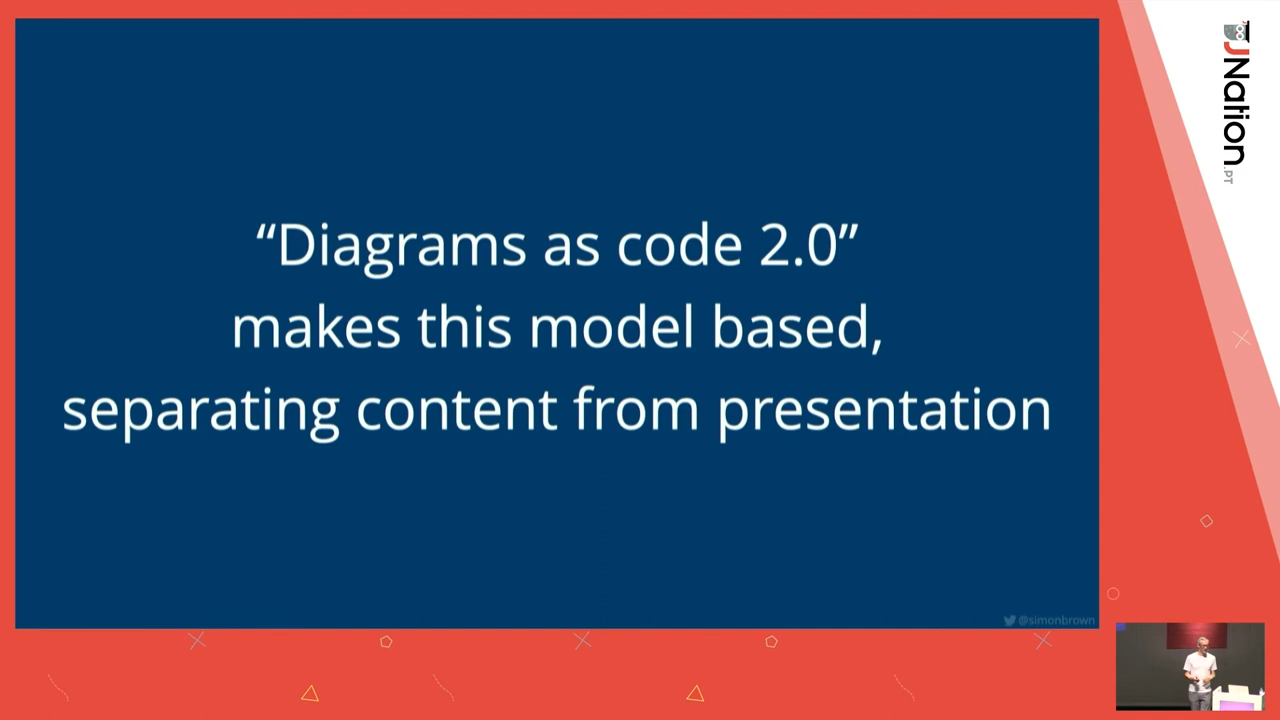 “Diagrams as code 2.0”
makes this model based,
separating content from presentation
@simonbrown
JNation
.PT